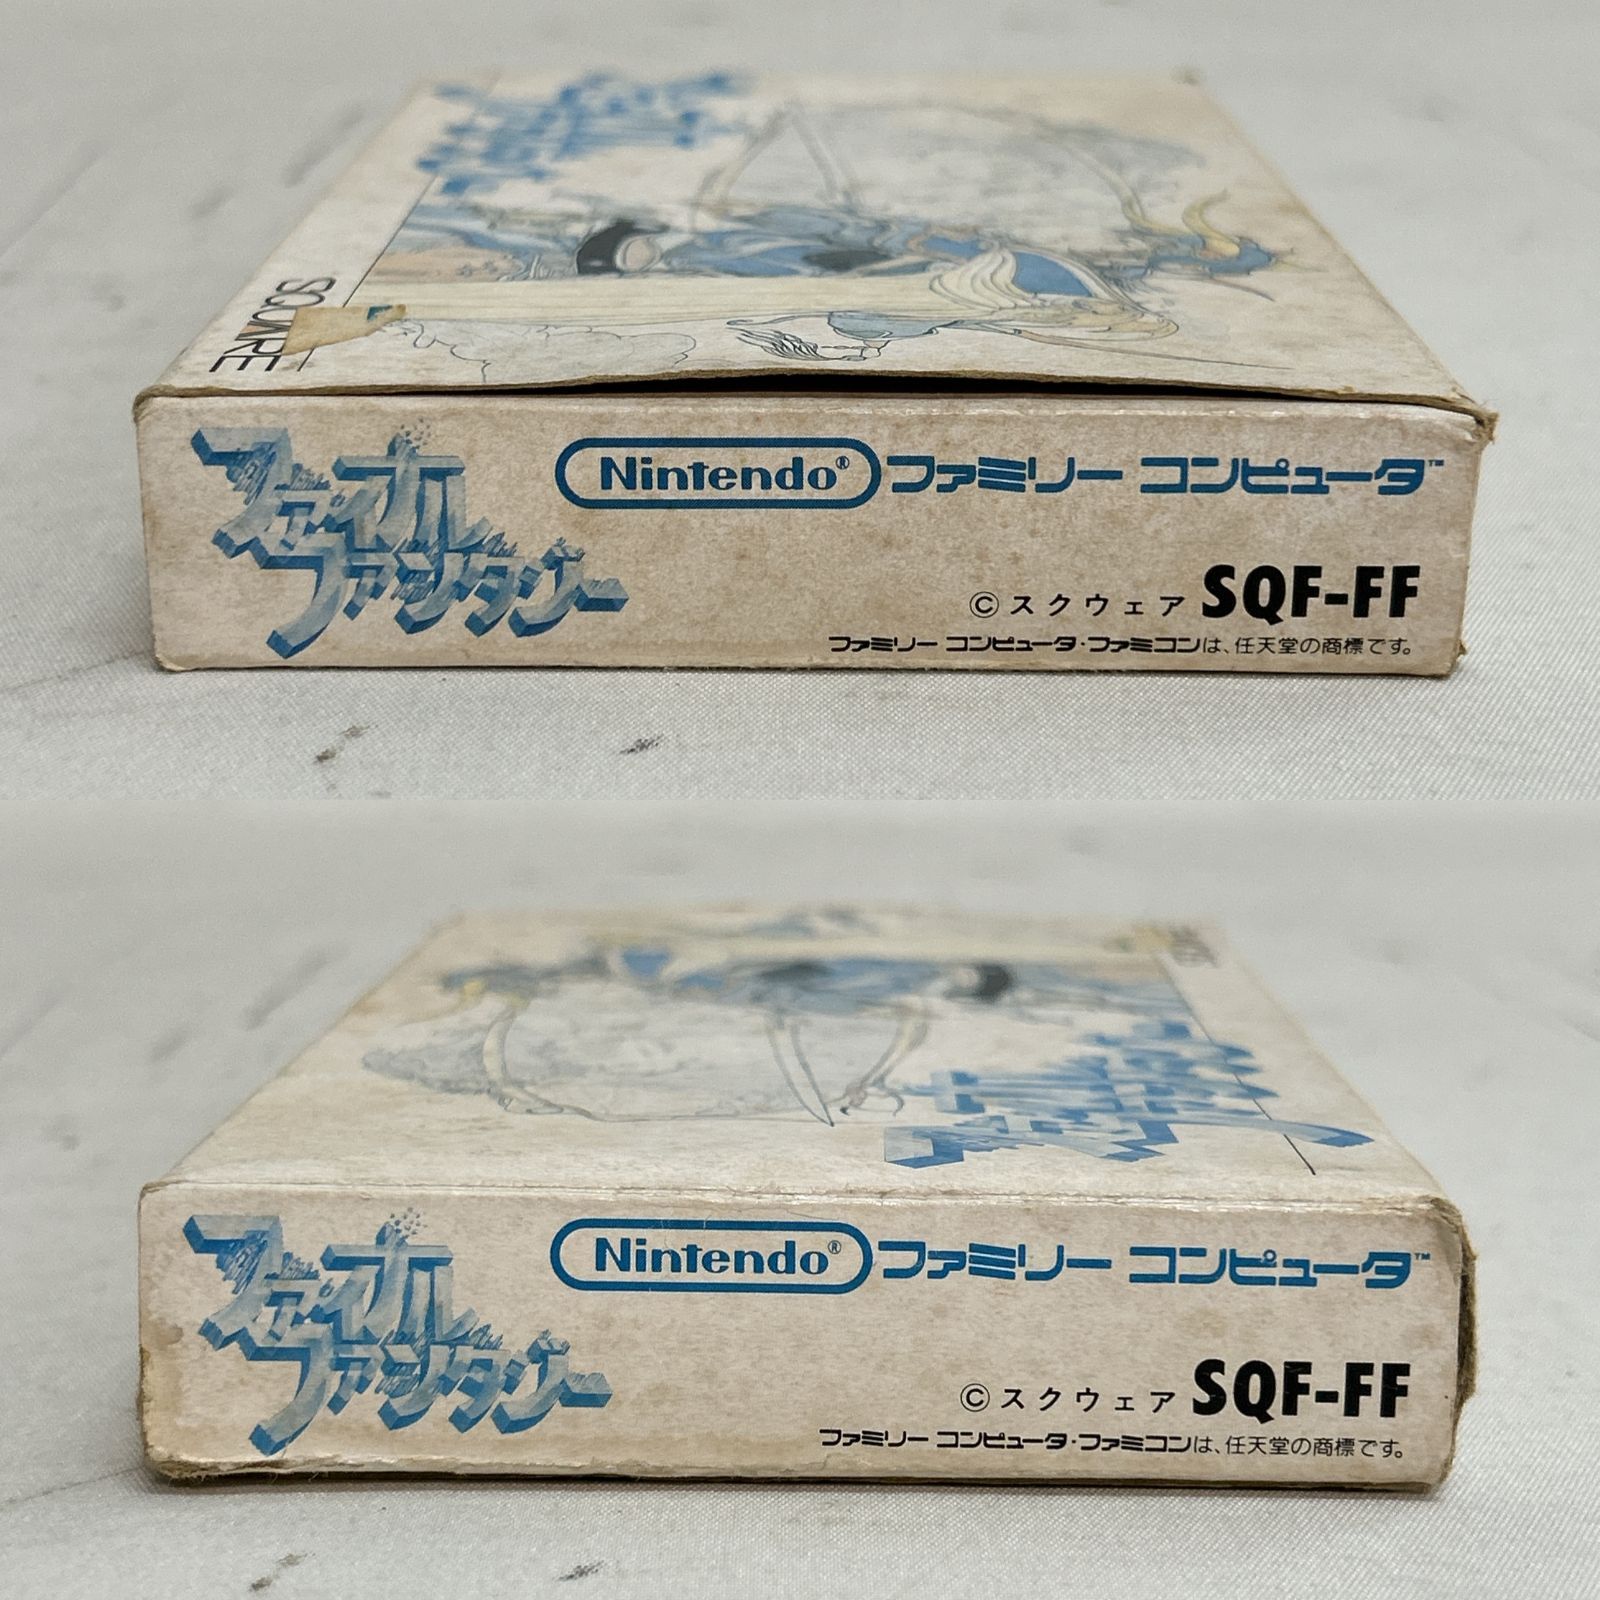 SQUARE
ファイナル
ファンタジー
Nintendo® ファミリー コンピュータ™
©スクウェア SQF-FF
ファミリー コンピュータ・ファミコンは、任天堂の商標です。
ファイナル
ファンタジー
Nintendo® ファミリー コンピュータ™
©スクウェア SQF-FF
ファミリー コンピュータ・ファミコンは、任天堂の商標です。